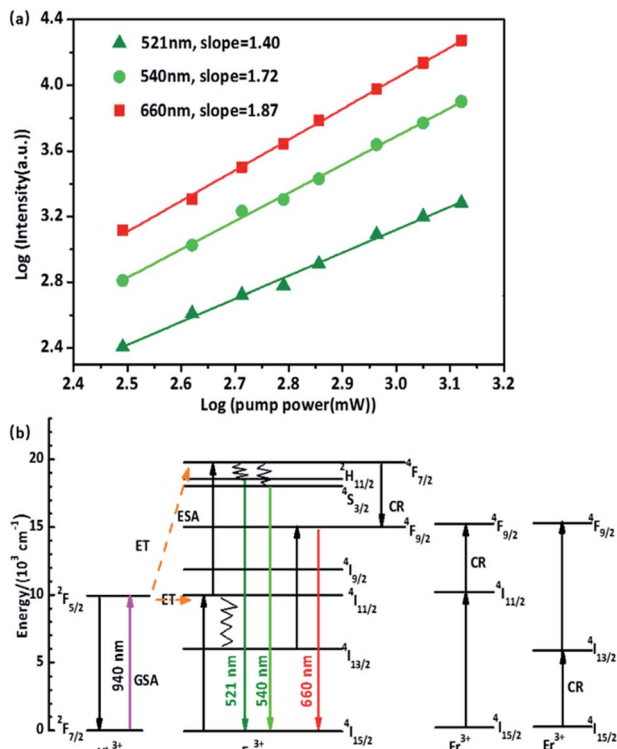 (a)
4.4
4.0
3.6
3.2
2.8
2.4
Log (Intensity(a.u.))
521nm, slope=1.40
540nm, slope=1.72
660nm, slope=1.87
2.4 2.5 2.6 2.7 2.8 2.9 3.0 3.1 3.2
Log (pump power(mW))
(b)
Energy/(10³ cm⁻¹)
20
15
10
5
0
²F₅/₂
²F₇/₂
940 nm
GSA
ET
ET
ESA
⁴F₇/₂
²H₁₁/₂
⁴S₃/₂
CR
⁴F₉/₂
⁴I₉/₂
⁴I₁₁/₂
⁴I₁₃/₂
⁴I₁₅/₂
521 nm
540 nm
660 nm
⁴F₉/₂
CR
⁴I₁₁/₂
⁴I₁₅/₂
⁴F₉/₂
⁴I₁₃/₂
CR
⁴I₁₅/₂